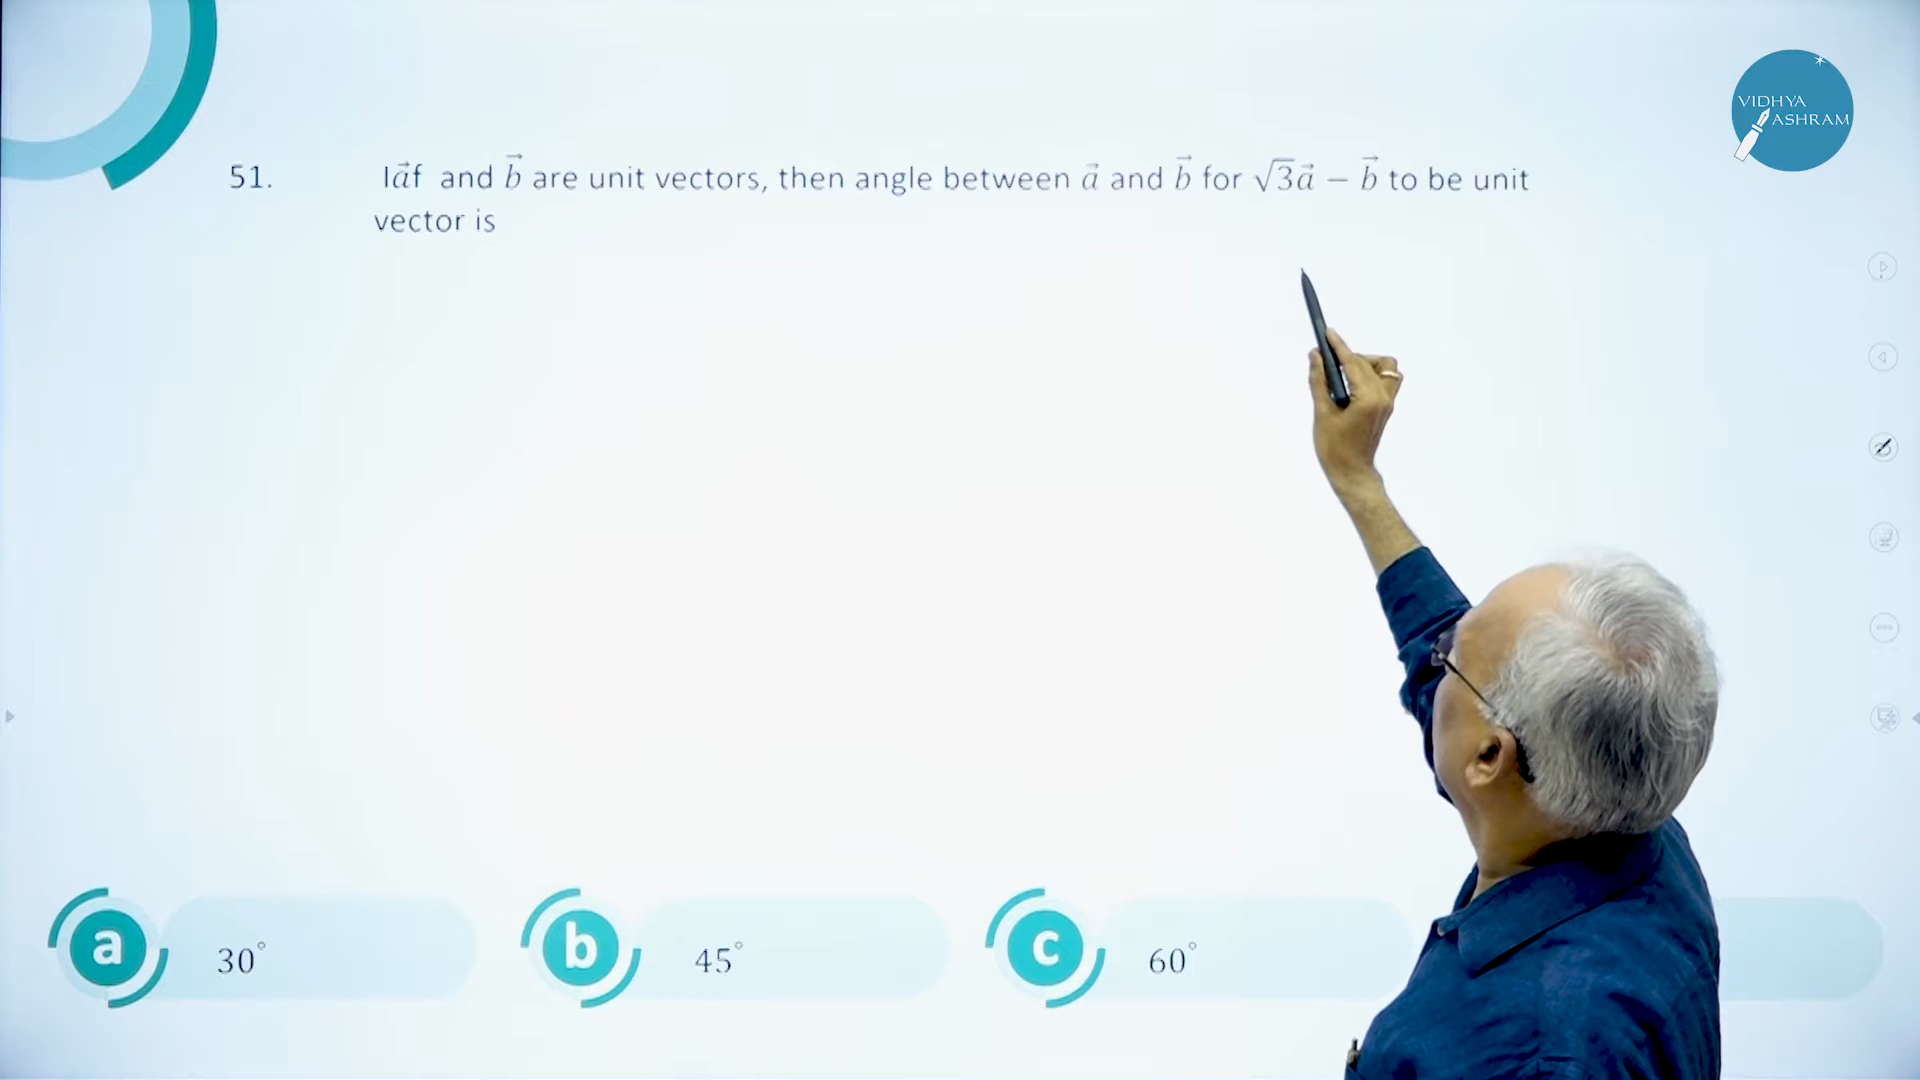 VIDHYA
ASHRAM
51. I$\vec{a}$f and $\vec{b}$ are unit vectors, then angle between $\vec{a}$ and $\vec{b}$ for $\sqrt{3}\vec{a} - \vec{b}$ to be unit
vector is
a 30°
b 45°
c 60°